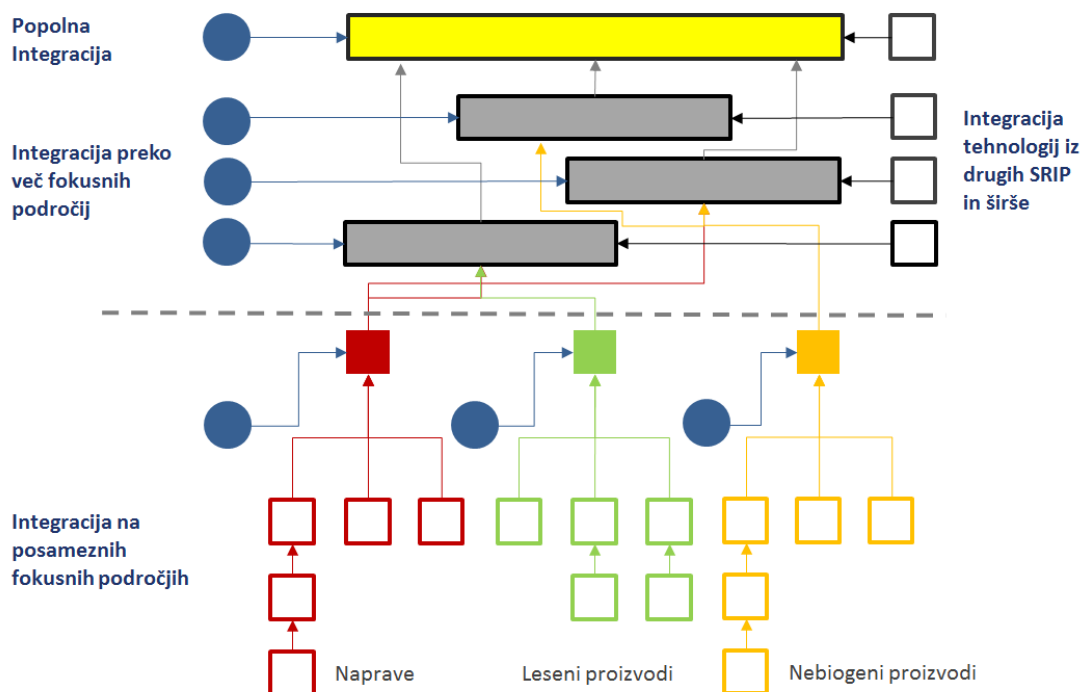 Popolna
Integracija
Integracija preko
več fokusnih
področij
Integracija
tehnologij iz
drugih SRIP
in širše
Integracija na
posameznih
fokusnih področjih
Naprave
Leseni proizvodi
Nebiogeni proizvodi